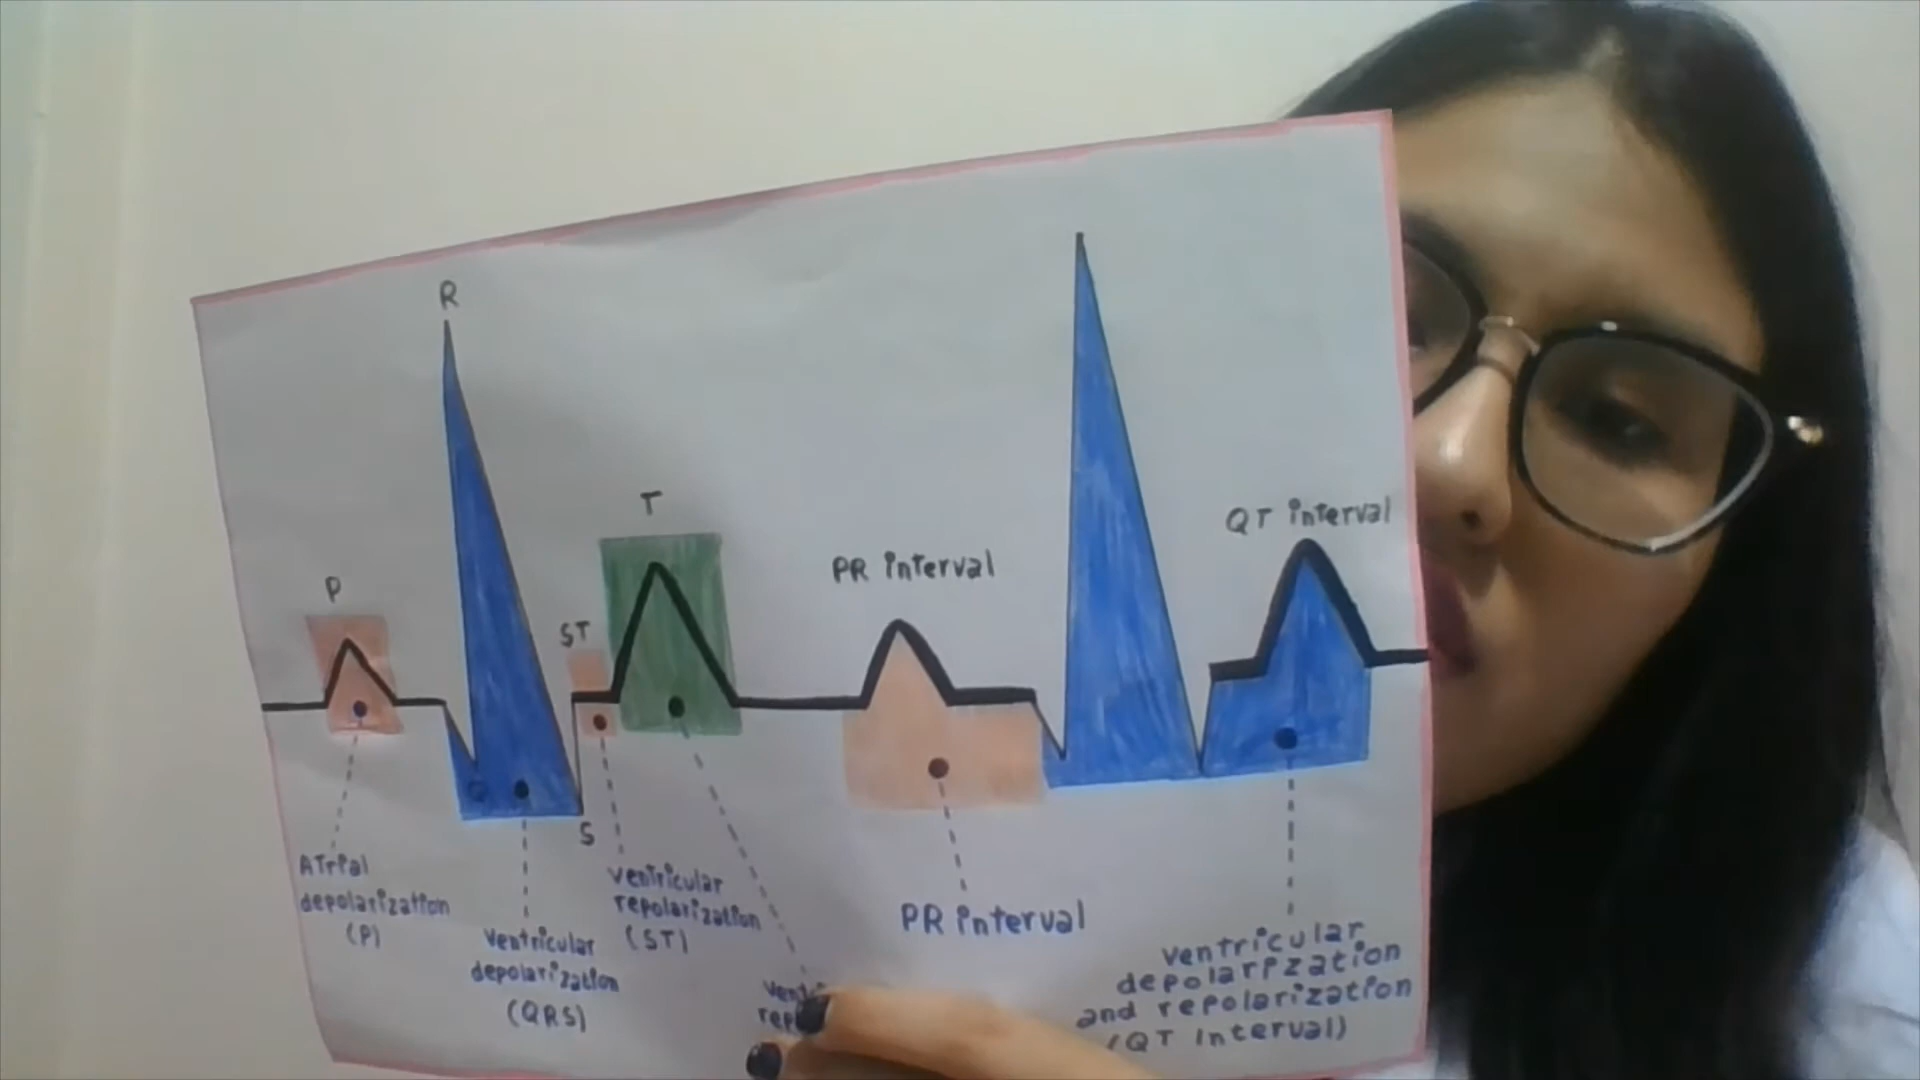 R
T
P
ST
PR interval
QT interval
Q
S
Atrial
depolarization
(P)
Ventricular
depolarization
(QRS)
ventricular
repolarization
(ST)
PR interval
ventricular
depolarization
and repolarization
(QT interval)